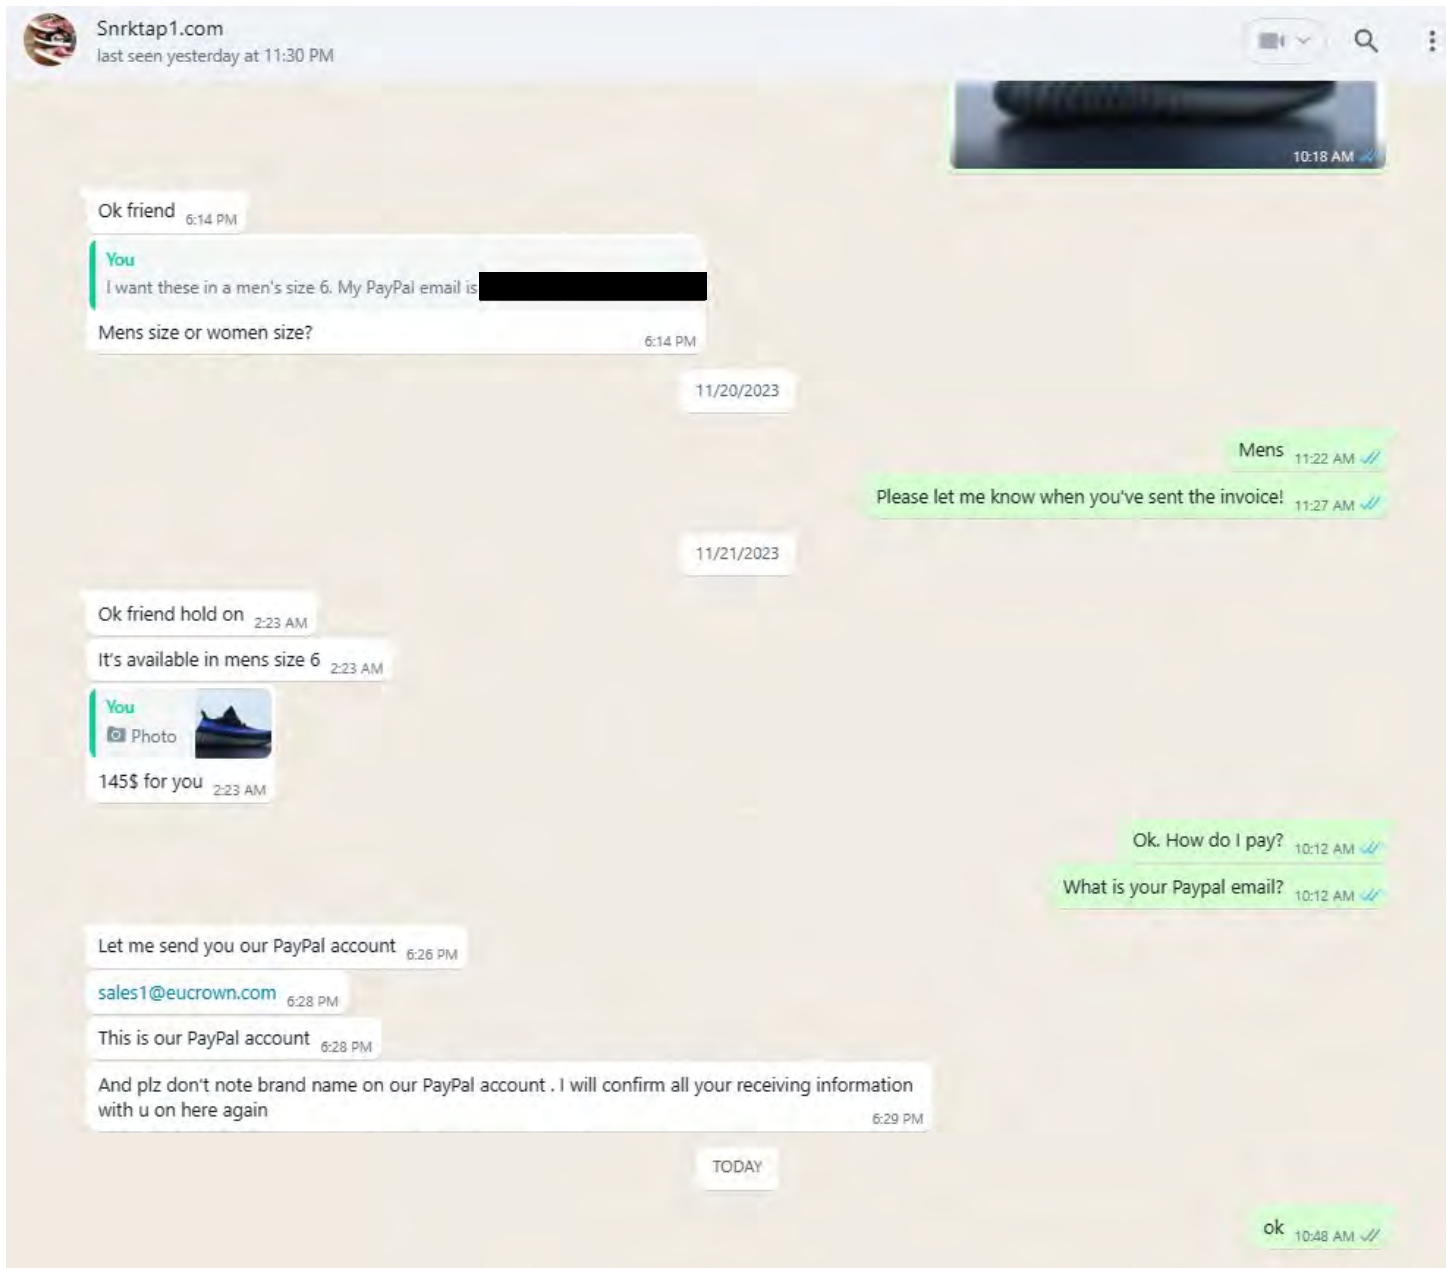 Snrktap1.com
last seen yesterday at 11:30 PM
10:18 AM
Ok friend 6:14 PM
You
I want these in a men's size 6. My PayPal email is
Mens size or women size?
6:14 PM
11/20/2023
Mens 11:22 AM
Please let me know when you've sent the invoice! 11:27 AM
11/21/2023
Ok friend hold on 2:23 AM
It's available in mens size 6 2:23 AM
You
Photo
145$ for you 2:23 AM
Ok. How do I pay? 10:12 AM
What is your Paypal email? 10:12 AM
Let me send you our PayPal account 6:26 PM
sales1@eucrown.com 6:28 PM
This is our PayPal account 6:28 PM
And plz don't note brand name on our PayPal account . I will confirm all your receiving information
with u on here again
6:29 PM
TODAY
ok 10:48 AM